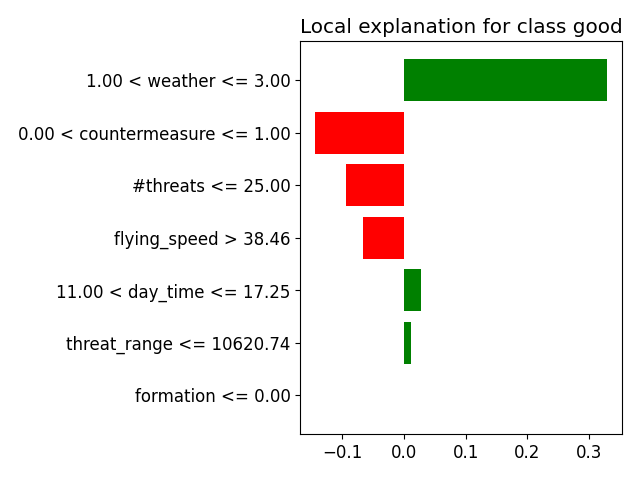 Local explanation for class good
1.00 < weather <= 3.00
0.00 < countermeasure <= 1.00
#threats <= 25.00
flying_speed > 38.46
11.00 < day_time <= 17.25
threat_range <= 10620.74
formation <= 0.00
−0.1 0.0 0.1 0.2 0.3